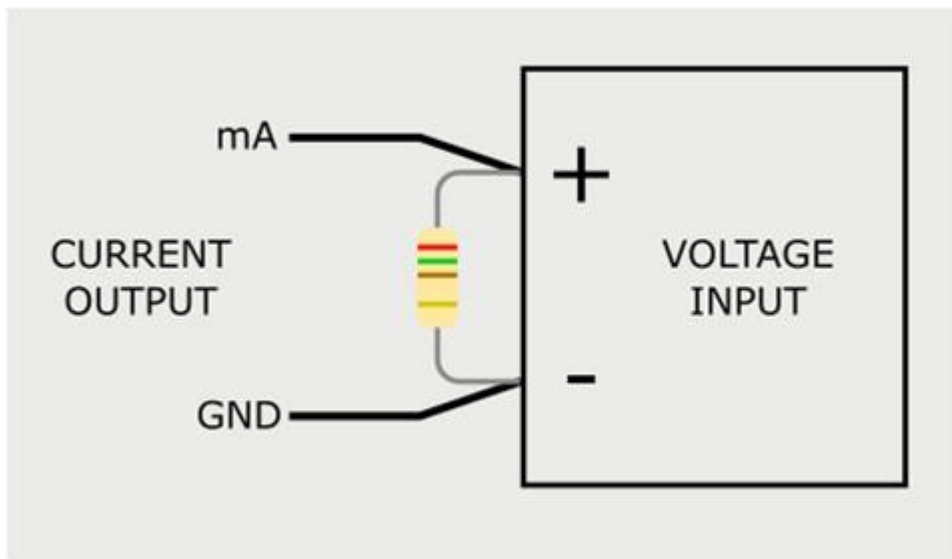 mA
+
CURRENT
OUTPUT
VOLTAGE
INPUT
-
GND